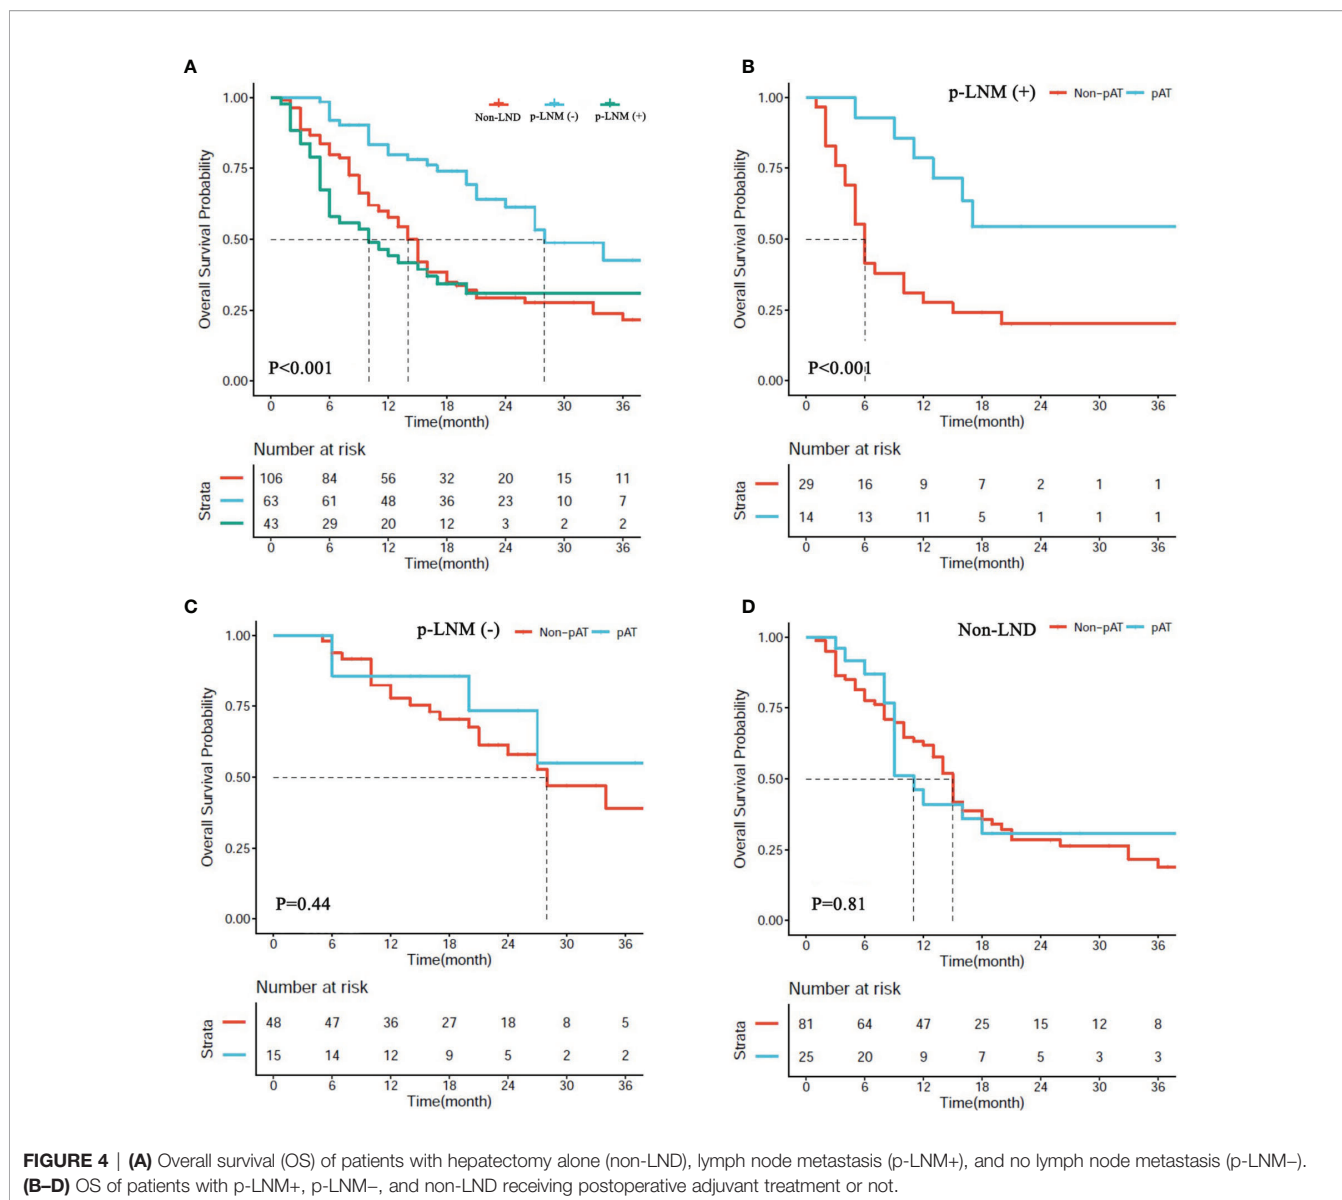 A
1.00
0.75
0.50
0.25
0.00
Overall Survival Probability
Non-LND p-LNM (-) p-LNM (+)
P<0.001
0 6 12 18 24 30 36
Time(month)
Number at risk
Strata
106 84 56 32 20 15 11
63 61 48 36 23 10 7
43 29 20 12 3 2 2
0 6 12 18 24 30 36
Time(month)
B
1.00
0.75
0.50
0.25
0.00
Overall Survival Probability
p-LNM (+) Non-pAT pAT
P<0.001
0 6 12 18 24 30 36
Time(month)
Number at risk
Strata
29 16 9 7 2 1 1
14 13 11 5 1 1 1
0 6 12 18 24 30 36
Time(month)
C
1.00
0.75
0.50
0.25
0.00
Overall Survival Probability
p-LNM (-) Non-pAT pAT
P=0.44
0 6 12 18 24 30 36
Time(month)
Number at risk
Strata
48 47 36 27 18 8 5
15 14 12 9 5 2 2
0 6 12 18 24 30 36
Time(month)
D
1.00
0.75
0.50
0.25
0.00
Overall Survival Probability
Non-LND Non-pAT pAT
P=0.81
0 6 12 18 24 30 36
Time(month)
Number at risk
Strata
81 64 47 25 15 12 8
25 20 9 7 5 3 3
0 6 12 18 24 30 36
Time(month)
FIGURE 4 | (A) Overall survival (OS) of patients with hepatectomy alone (non-LND), lymph node metastasis (p-LNM+), and no lymph node metastasis (p-LNM–).
(B–D) OS of patients with p-LNM+, p-LNM–, and non-LND receiving postoperative adjuvant treatment or not.